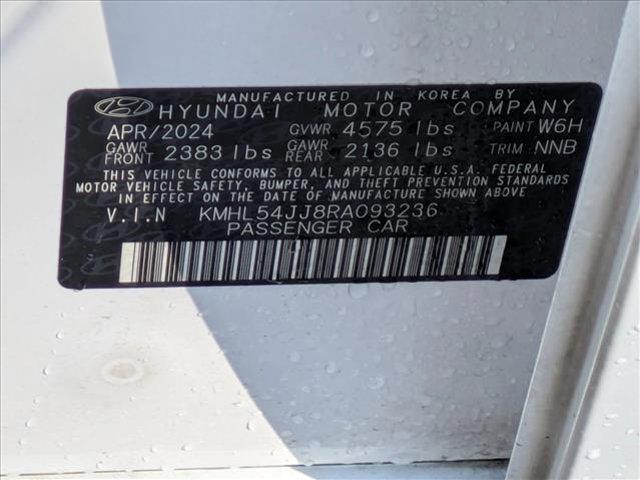 MANUFACTURED IN KOREA BY
HYUNDAI MOTOR COMPANY
APR/2024 GVWR 4575 lbs PAINT W6H
GAWR FRONT 2383 lbs GAWR REAR 2136 lbs TRIM NNB
THIS VEHICLE CONFORMS TO ALL APPLICABLE U.S.A. FEDERAL
MOTOR VEHICLE SAFETY, BUMPER, AND THEFT PREVENTION STANDARDS
IN EFFECT ON THE DATE OF MANUFACTURE SHOWN ABOVE
V.I.N KMHL54JJ8RA093236
PASSENGER CAR